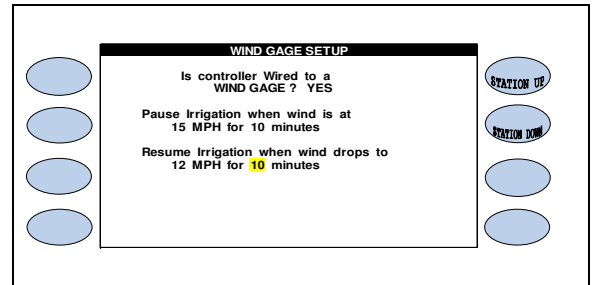 WIND GAGE SETUP
Is controller Wired to a
WIND GAGE ? YES
STATION UP
Pause Irrigation when wind is at
15 MPH for 10 minutes
STATION DOWN
Resume Irrigation when wind drops to
12 MPH for 10 minutes